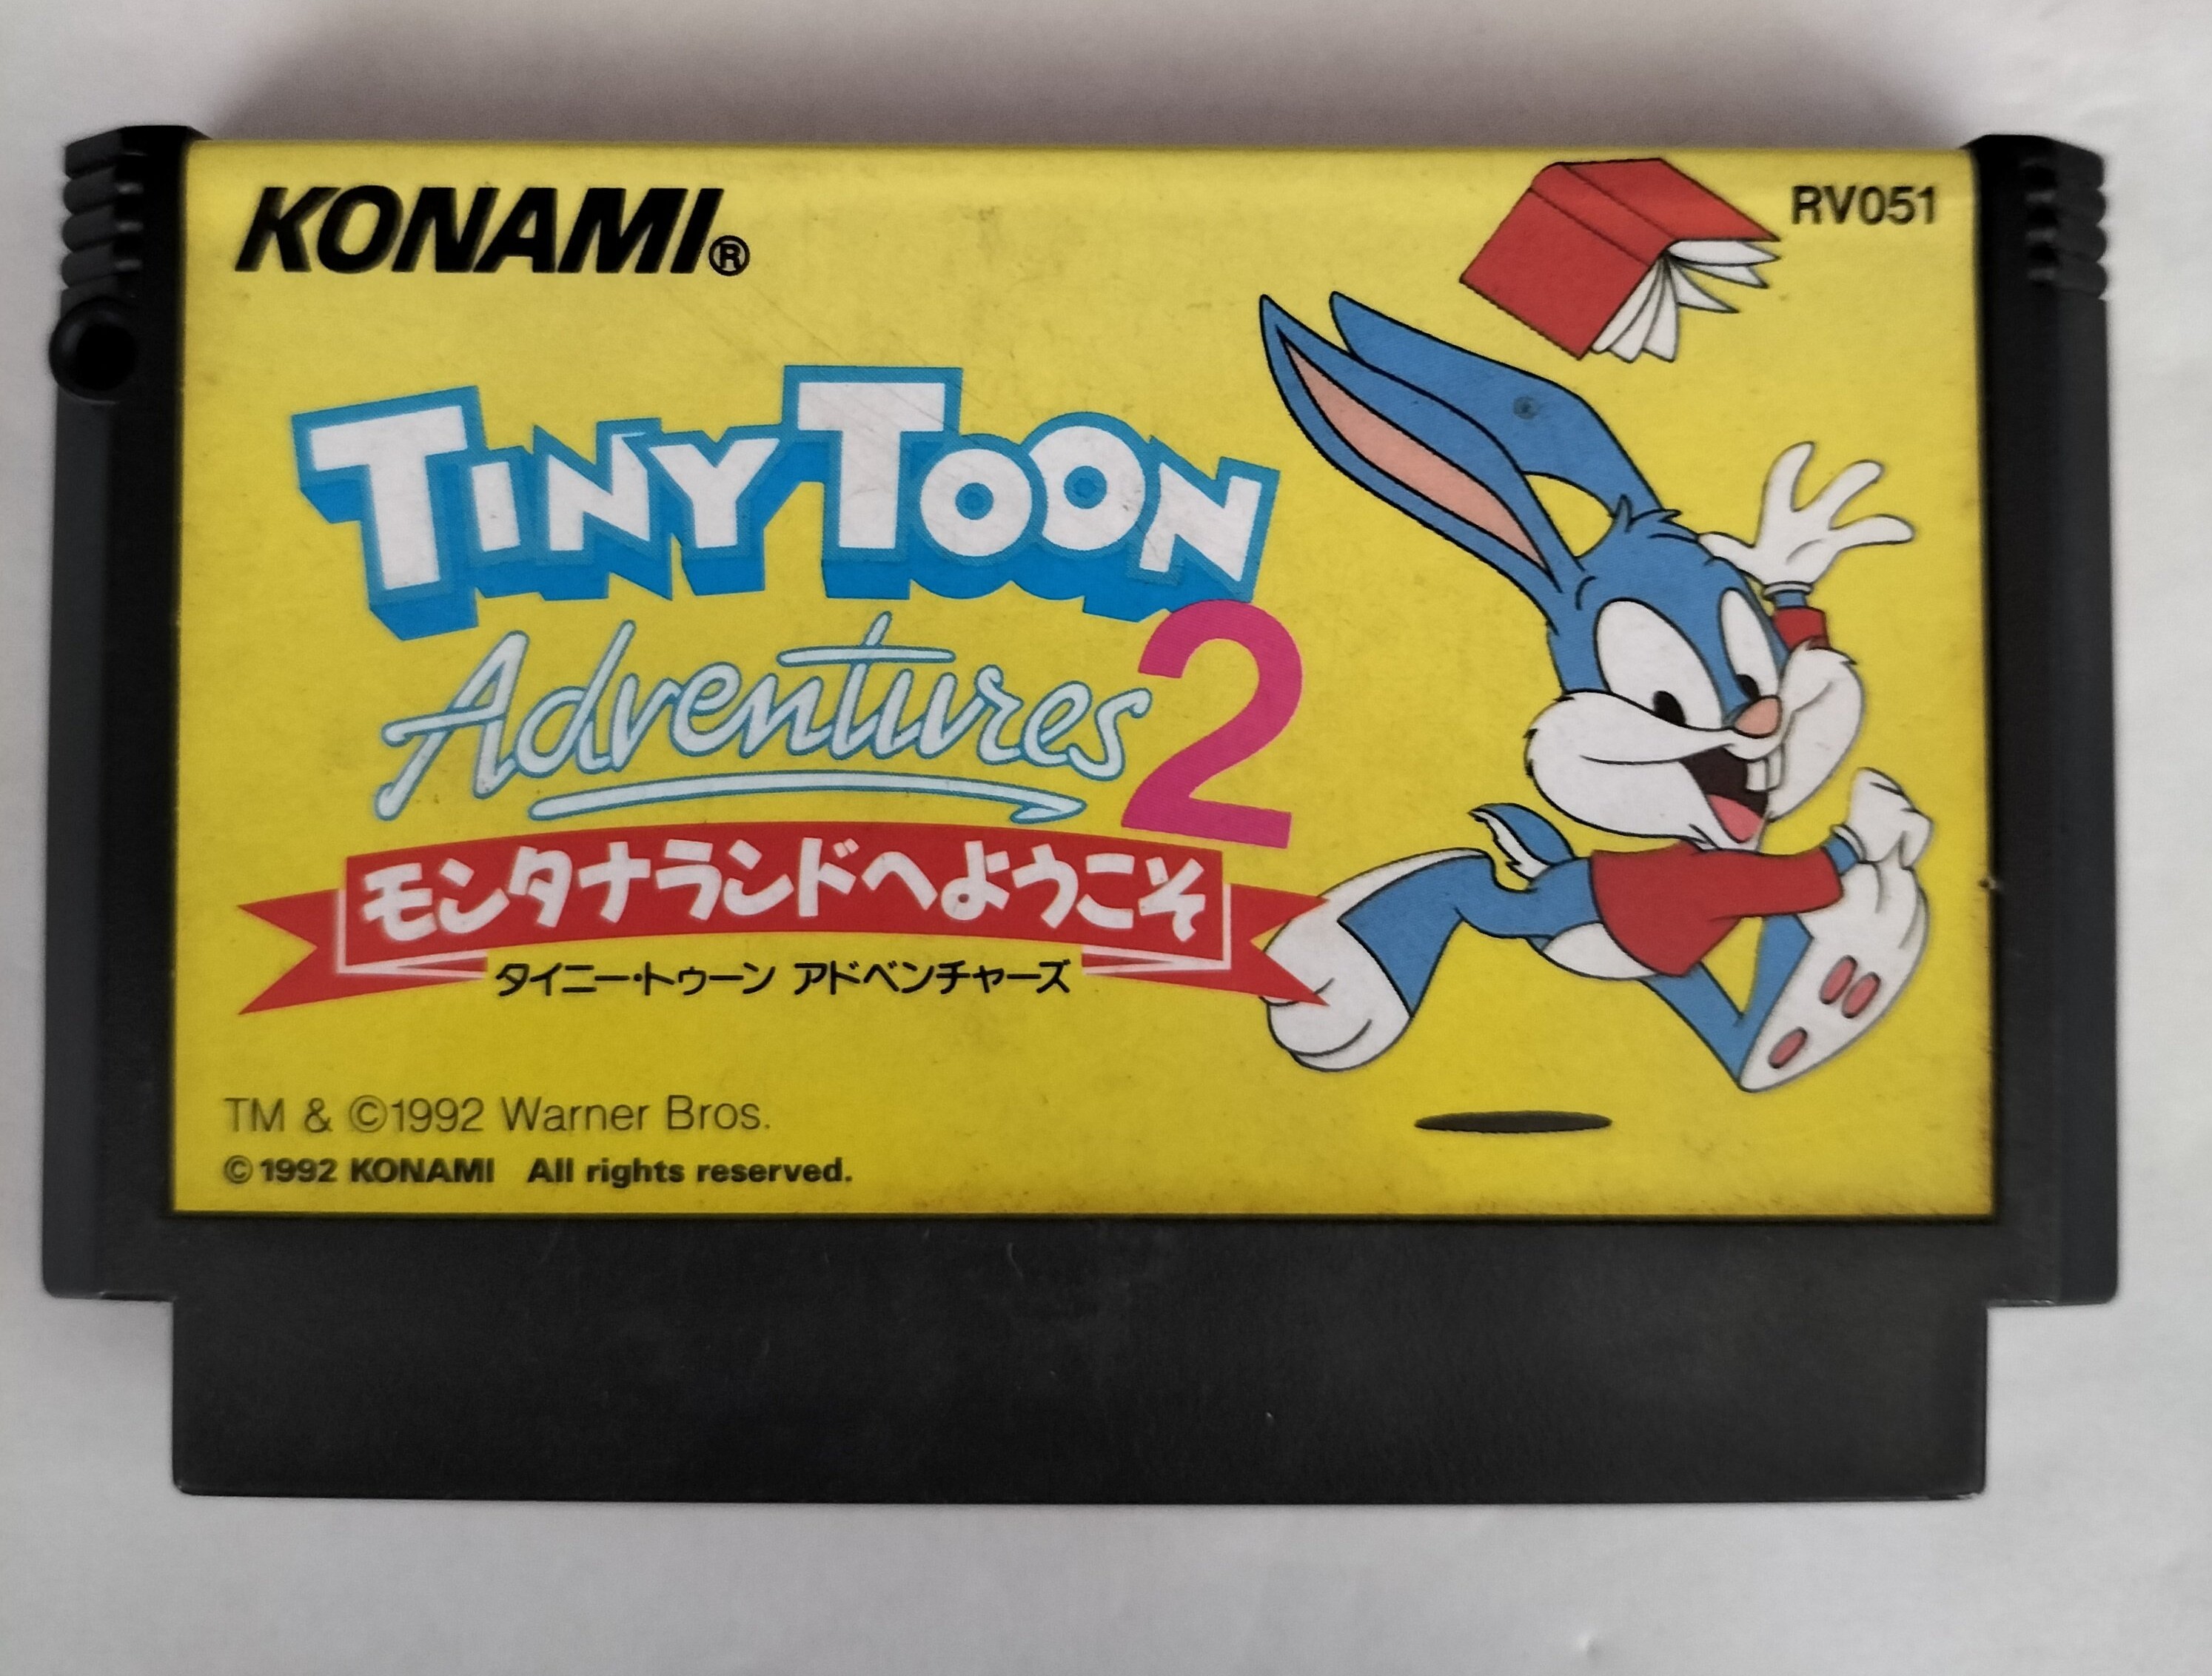 KONAMI®
RV051
TINY TOON
Adventures 2
モンタナランドへようこそ
タイニー・トゥーン アドベンチャーズ
TM & ©1992 Warner Bros.
©1992 KONAMI All rights reserved.